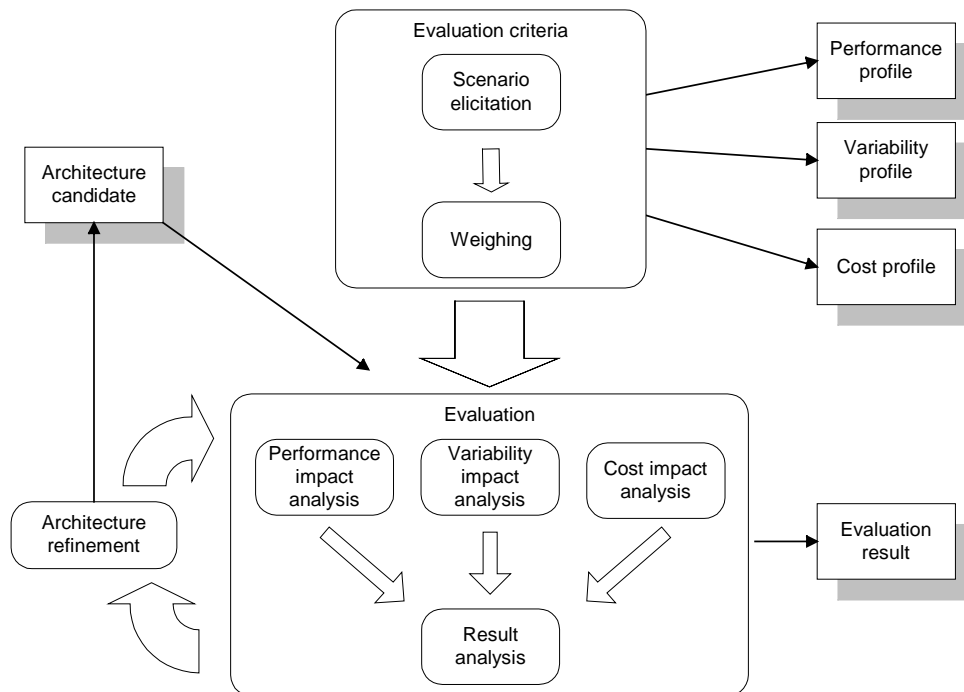 Evaluation criteria
Scenario
elicitation
Weighing
Performance
profile
Variability
profile
Cost profile
Architecture
candidate
Evaluation
Performance
impact
analysis
Variability
impact
analysis
Cost impact
analysis
Result
analysis
Architecture
refinement
Evaluation
result